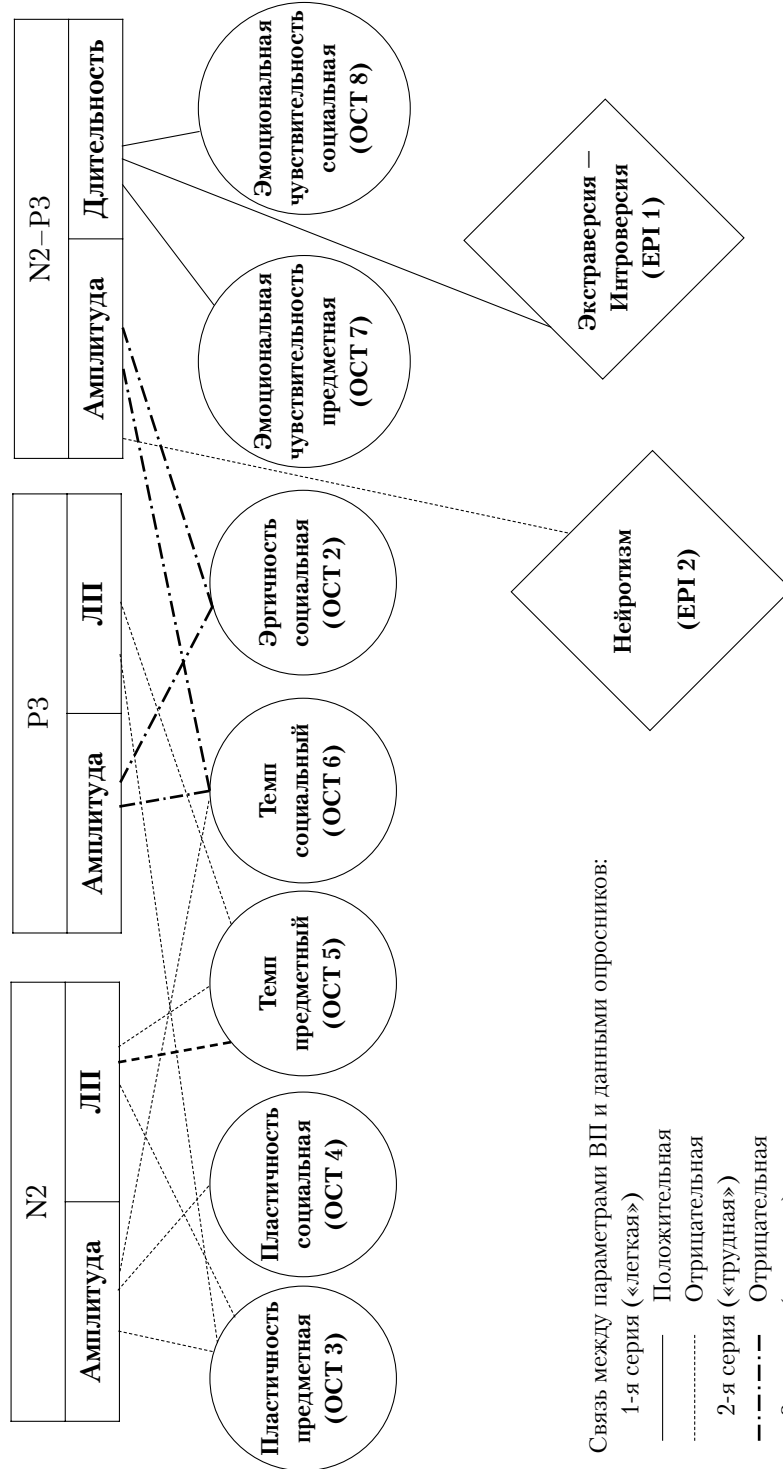 N2
Амплитуда
ЛП
P3
Амплитуда
ЛП
N2–P3
Амплитуда
Длительность
Пластичность
предметная
(ОСТ 3)
Пластичность
социальная
(ОСТ 4)
Темп
предметный
(ОСТ 5)
Темп
социальный
(ОСТ 6)
Эргичность
социальная
(ОСТ 2)
Эмоциональная
чувствительность
предметная
(ОСТ 7)
Эмоциональная
чувствительность
социальная
(ОСТ 8)
Нейротизм
(EPI 2)
Экстраверсия –
Интроверсия
(EPI 1)
Связь между параметрами ВП и данными опросников:
1-я серия («легкая»)
Положительная
Отрицательная
2-я серия («трудная»)
Отрицательная